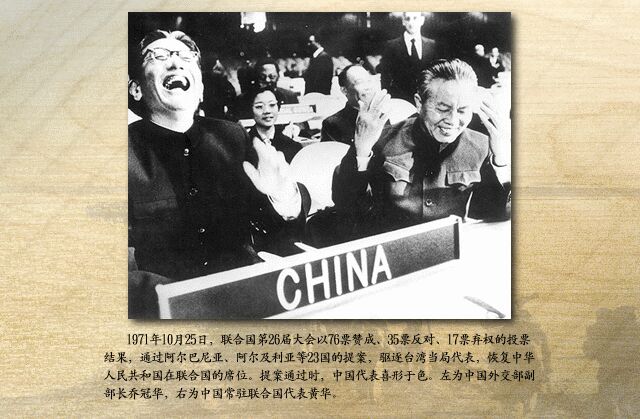 CHINA
1971年10月25日，联合国第26届大会以76票赞成、35票反对、17票弃权的投票
结果，通过阿尔巴尼亚、阿尔及利亚等23国的提案，驱逐台湾当局代表，恢复中华
人民共和国在联合国的席位。提案通过时，中国代表喜形于色。左为中国外交部副
部长乔冠华，右为中国常驻联合国代表黄华。